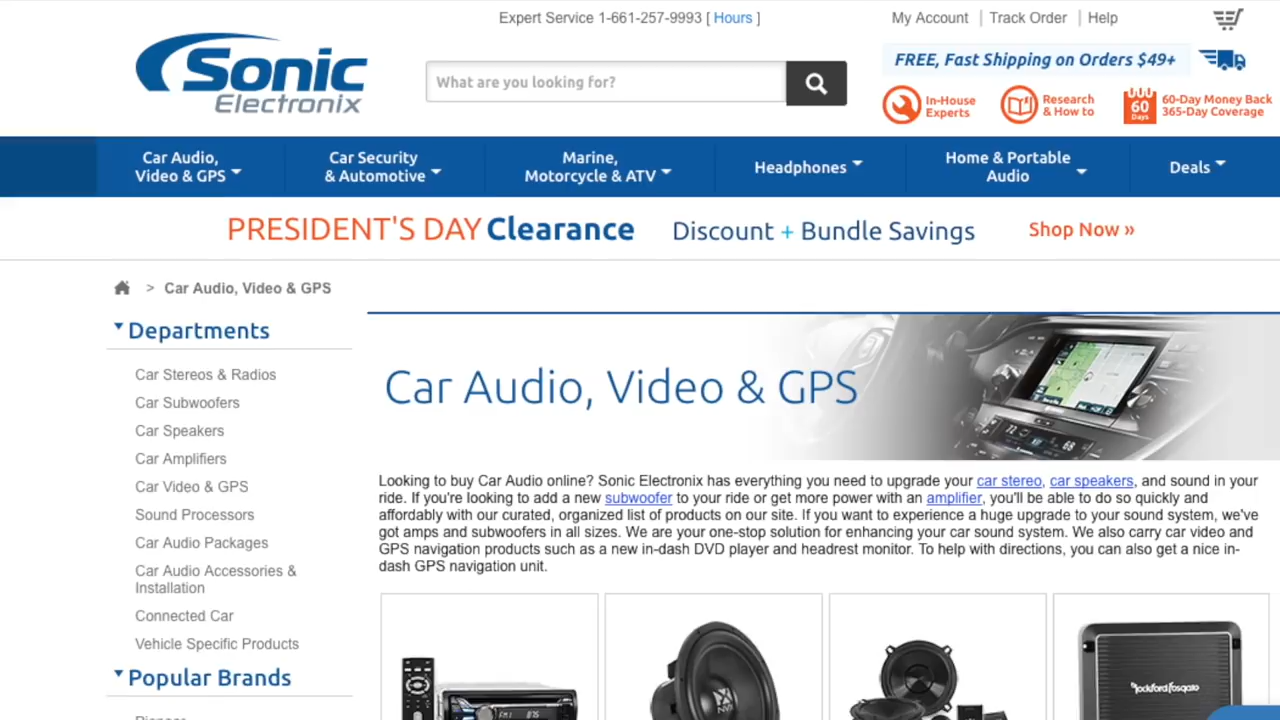 Expert Service 1-661-257-9993 [ Hours ]
My Account | Track Order | Help
Sonic
Electronix
What are you looking for?
FREE, Fast Shipping on Orders $49+
In-House
Experts
Research
& How to
60
Days
60-Day Money Back
365-Day Coverage
Car Audio,
Video & GPS
Car Security
& Automotive
Marine,
Motorcycle & ATV
Headphones
Home & Portable
Audio
Deals
PRESIDENT'S DAY Clearance Discount + Bundle Savings Shop Now »
> Car Audio, Video & GPS
Departments
Car Stereos & Radios
Car Subwoofers
Car Speakers
Car Amplifiers
Car Video & GPS
Sound Processors
Car Audio Packages
Car Audio Accessories &
Installation
Connected Car
Vehicle Specific Products
Popular Brands
Car Audio, Video & GPS
Looking to buy Car Audio online? Sonic Electronix has everything you need to upgrade your car stereo, car speakers, and sound in your
ride. If you're looking to add a new subwoofer to your ride or get more power with an amplifier, you'll be able to do so quickly and
affordably with our curated, organized list of products on our site. If you want to experience a huge upgrade to your sound system, we've
got amps and subwoofers in all sizes. We are your one-stop solution for enhancing your car sound system. We also carry car video and
GPS navigation products such as a new in-dash DVD player and headrest monitor. To help with directions, you can also get a nice in-
dash GPS navigation unit.
rockford fosgate